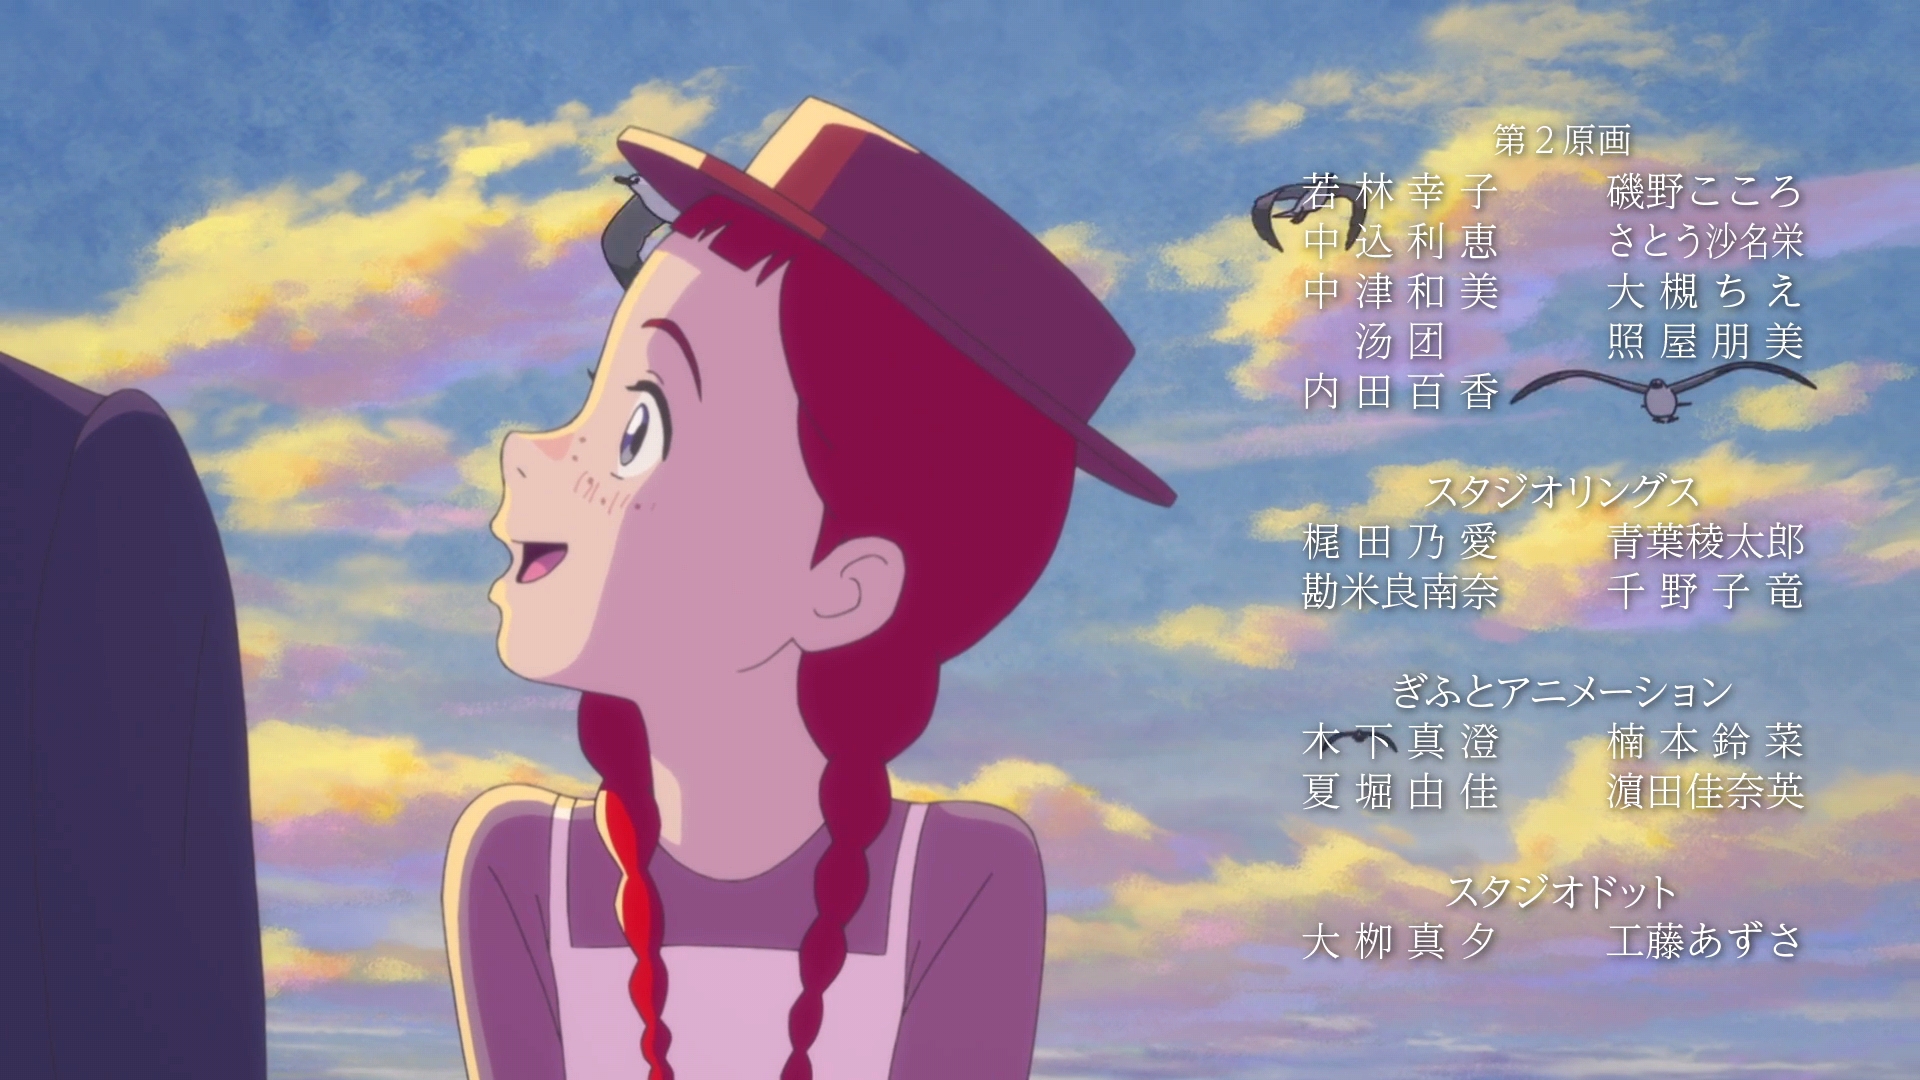 第2原画
若林幸子 磯野こころ
中込利恵 さとう沙名栄
中津和美 大槻ちえ
汤团 照屋朋美
内田百香
スタジオリングス
梶田乃愛 青葉稜太郎
勘米良南奈 千野子竜
ぎふとアニメーション
木下真澄 楠本鈴菜
夏堀由佳 濵田佳奈英
スタジオドット
大栁真夕 工藤あずさ